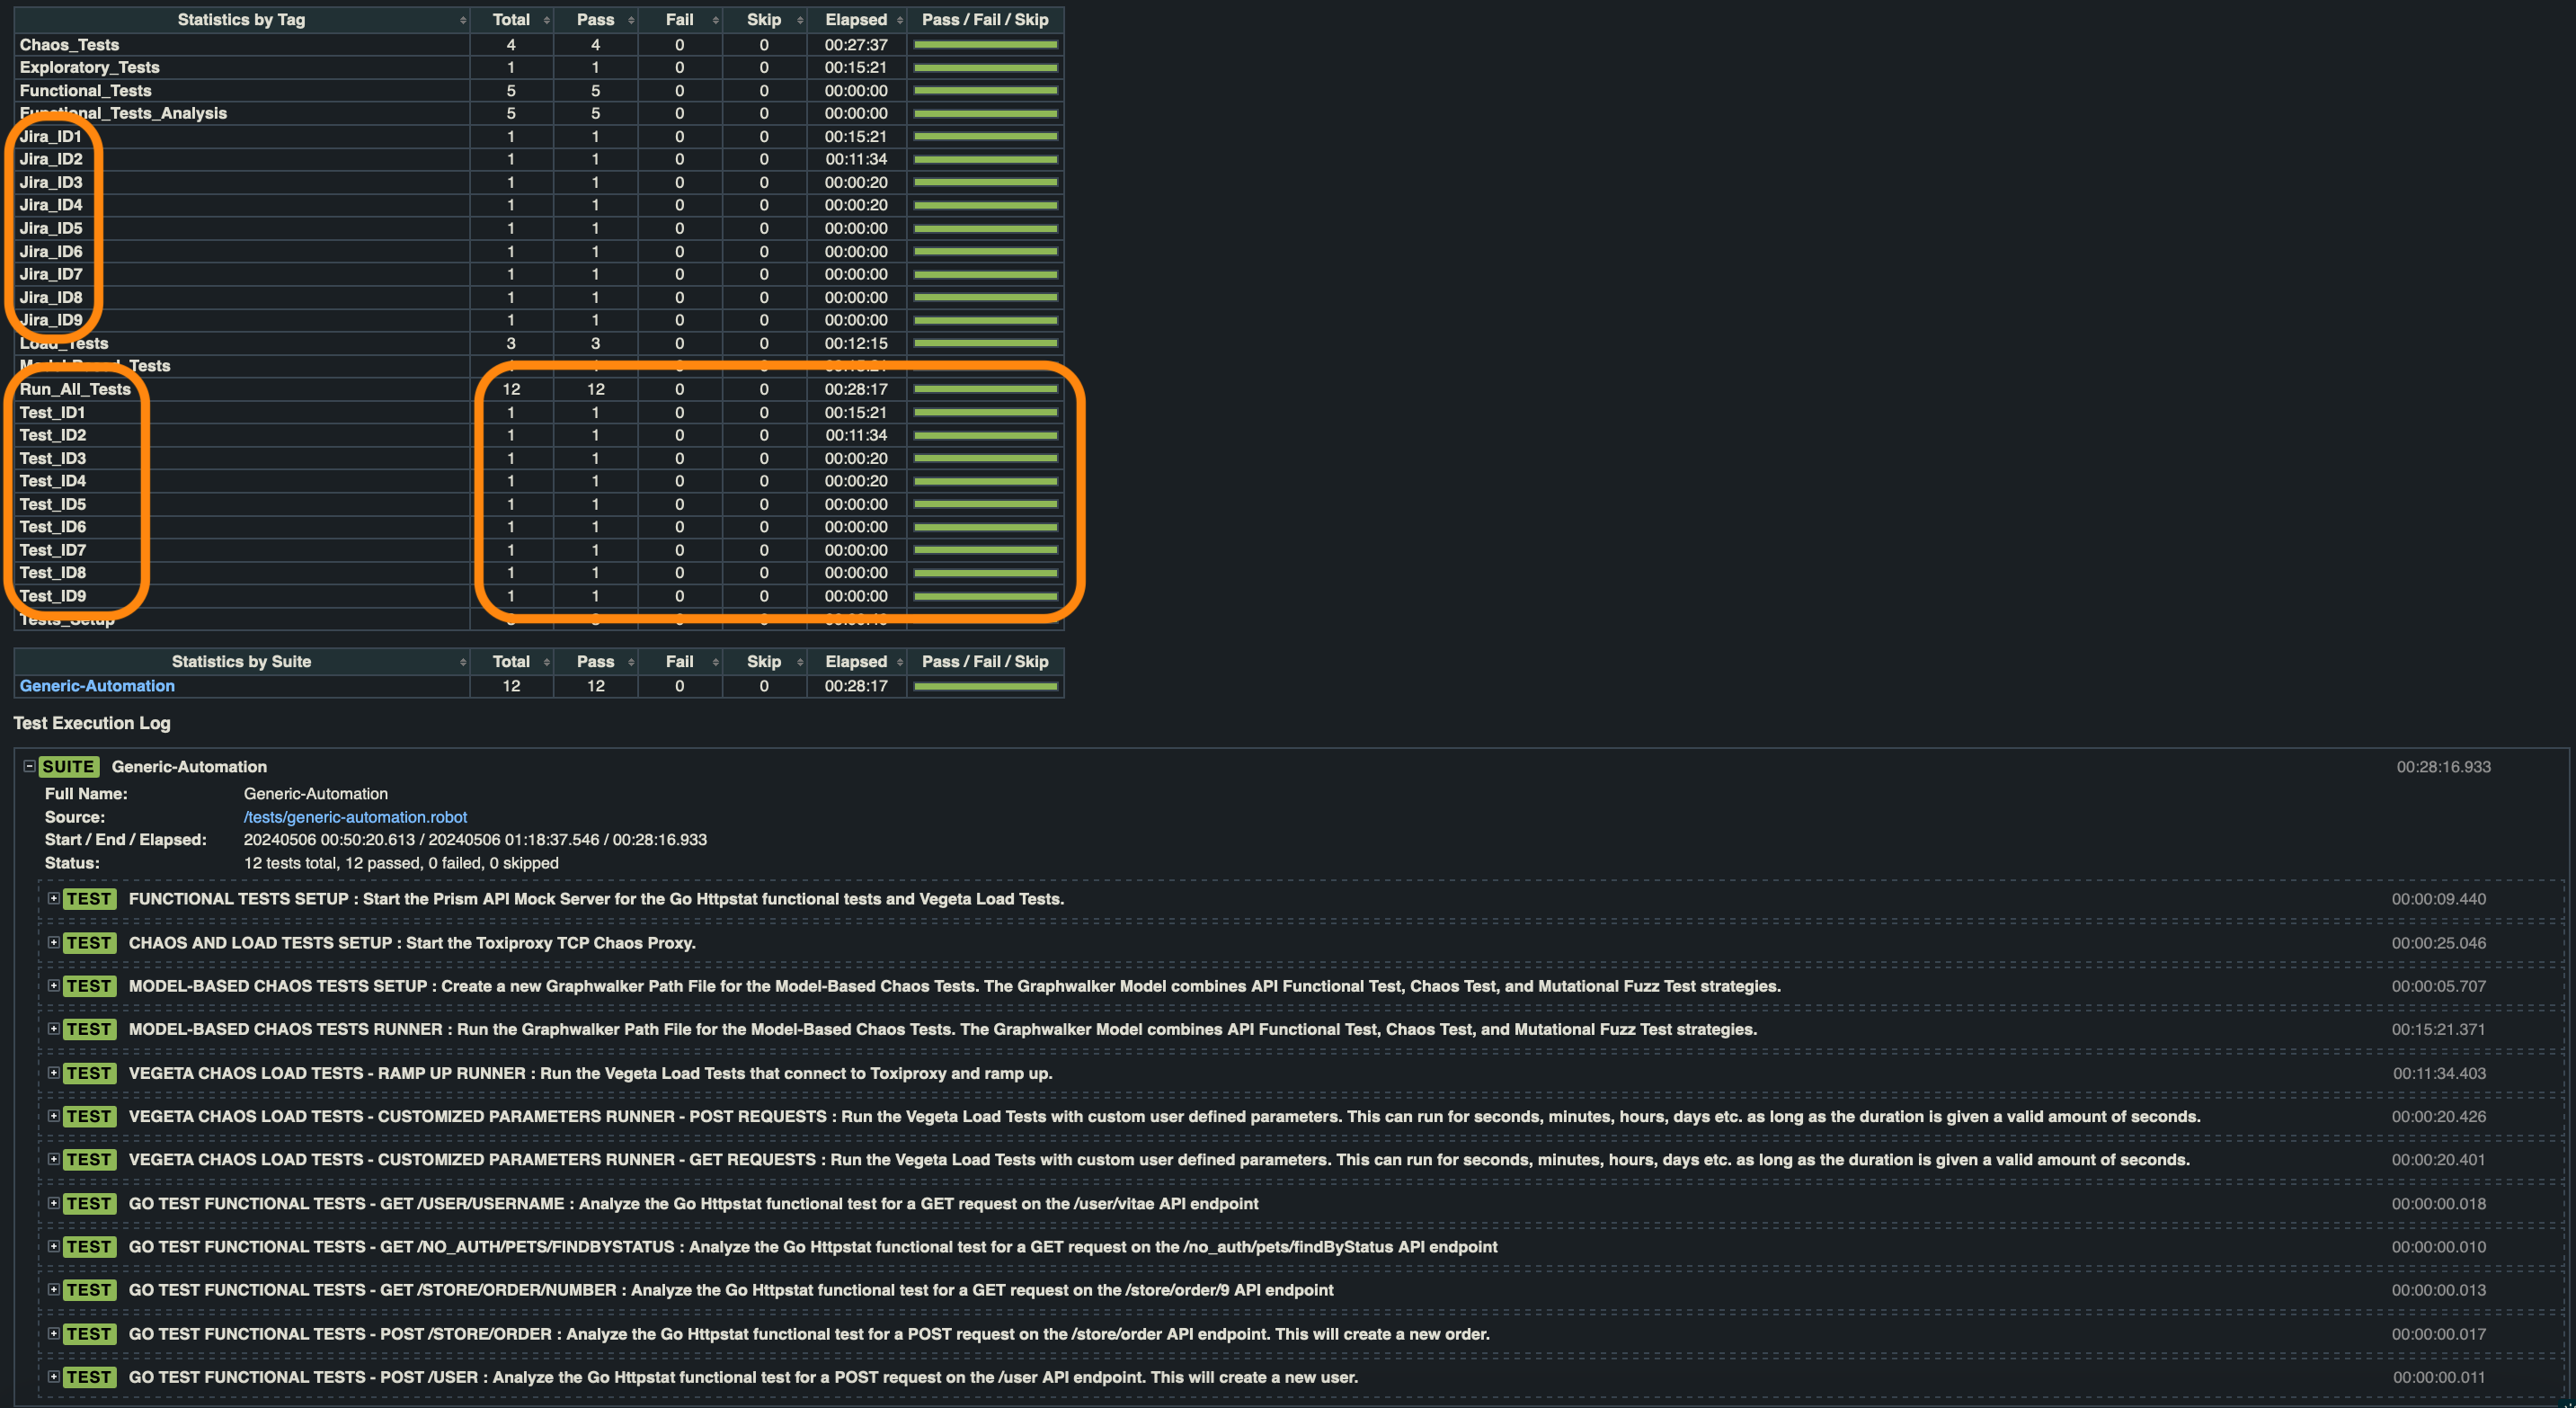 Statistics by Tag Total Pass Fail Skip Elapsed Pass / Fail / Skip
Chaos_Tests 4 4 0 0 00:27:37
Exploratory_Tests 1 1 0 0 00:15:21
Functional_Tests 5 5 0 0 00:00:00
Functional_Tests_Analysis 5 5 0 0 00:00:00
Jira_ID1 1 1 0 0 00:15:21
Jira_ID2 1 1 0 0 00:11:34
Jira_ID3 1 1 0 0 00:00:20
Jira_ID4 1 1 0 0 00:00:20
Jira_ID5 1 1 0 0 00:00:00
Jira_ID6 1 1 0 0 00:00:00
Jira_ID7 1 1 0 0 00:00:00
Jira_ID8 1 1 0 0 00:00:00
Jira_ID9 1 1 0 0 00:00:00
Load_Tests 3 3 0 0 00:12:15
Model-Based_Tests
Run_All_Tests 12 12 0 0 00:28:17
Test_ID1 1 1 0 0 00:15:21
Test_ID2 1 1 0 0 00:11:34
Test_ID3 1 1 0 0 00:00:20
Test_ID4 1 1 0 0 00:00:20
Test_ID5 1 1 0 0 00:00:00
Test_ID6 1 1 0 0 00:00:00
Test_ID7 1 1 0 0 00:00:00
Test_ID8 1 1 0 0 00:00:00
Test_ID9 1 1 0 0 00:00:00
Tests_Setup
Statistics by Suite Total Pass Fail Skip Elapsed Pass / Fail / Skip
Generic-Automation 12 12 0 0 00:28:17
Test Execution Log
SUITE Generic-Automation 00:28:16.933
Full Name: Generic-Automation
Source: /tests/generic-automation.robot
Start / End / Elapsed: 20240506 00:50:20.613 / 20240506 01:18:37.546 / 00:28:16.933
Status: 12 tests total, 12 passed, 0 failed, 0 skipped
TEST FUNCTIONAL TESTS SETUP : Start the Prism API Mock Server for the Go Httpstat functional tests and Vegeta Load Tests. 00:00:09.440
TEST CHAOS AND LOAD TESTS SETUP : Start the Toxiproxy TCP Chaos Proxy. 00:00:25.046
TEST MODEL-BASED CHAOS TESTS SETUP : Create a new Graphwalker Path File for the Model-Based Chaos Tests. The Graphwalker Model combines API Functional Test, Chaos Test, and Mutational Fuzz Test strategies. 00:00:05.707
TEST MODEL-BASED CHAOS TESTS RUNNER : Run the Graphwalker Path File for the Model-Based Chaos Tests. The Graphwalker Model combines API Functional Test, Chaos Test, and Mutational Fuzz Test strategies. 00:15:21.371
TEST VEGETA CHAOS LOAD TESTS - RAMP UP RUNNER : Run the Vegeta Load Tests that connect to Toxiproxy and ramp up. 00:11:34.403
TEST VEGETA CHAOS LOAD TESTS - CUSTOMIZED PARAMETERS RUNNER - POST REQUESTS : Run the Vegeta Load Tests with custom user defined parameters. This can run for seconds, minutes, hours, days etc. as long as the duration is given a valid amount of seconds. 00:00:20.426
TEST VEGETA CHAOS LOAD TESTS - CUSTOMIZED PARAMETERS RUNNER - GET REQUESTS : Run the Vegeta Load Tests with custom user defined parameters. This can run for seconds, minutes, hours, days etc. as long as the duration is given a valid amount of seconds. 00:00:20.401
TEST GO TEST FUNCTIONAL TESTS - GET /USER/USERNAME : Analyze the Go Httpstat functional test for a GET request on the /user/vitae API endpoint 00:00:00.018
TEST GO TEST FUNCTIONAL TESTS - GET /NO_AUTH/PETS/FINDBYSTATUS : Analyze the Go Httpstat functional test for a GET request on the /no_auth/pets/findByStatus API endpoint 00:00:00.010
TEST GO TEST FUNCTIONAL TESTS - GET /STORE/ORDER/NUMBER : Analyze the Go Httpstat functional test for a GET request on the /store/order/9 API endpoint 00:00:00.013
TEST GO TEST FUNCTIONAL TESTS - POST /STORE/ORDER : Analyze the Go Httpstat functional test for a POST request on the /store/order API endpoint. This will create a new order. 00:00:00.017
TEST GO TEST FUNCTIONAL TESTS - POST /USER : Analyze the Go Httpstat functional test for a POST request on the /user API endpoint. This will create a new user. 00:00:00.011